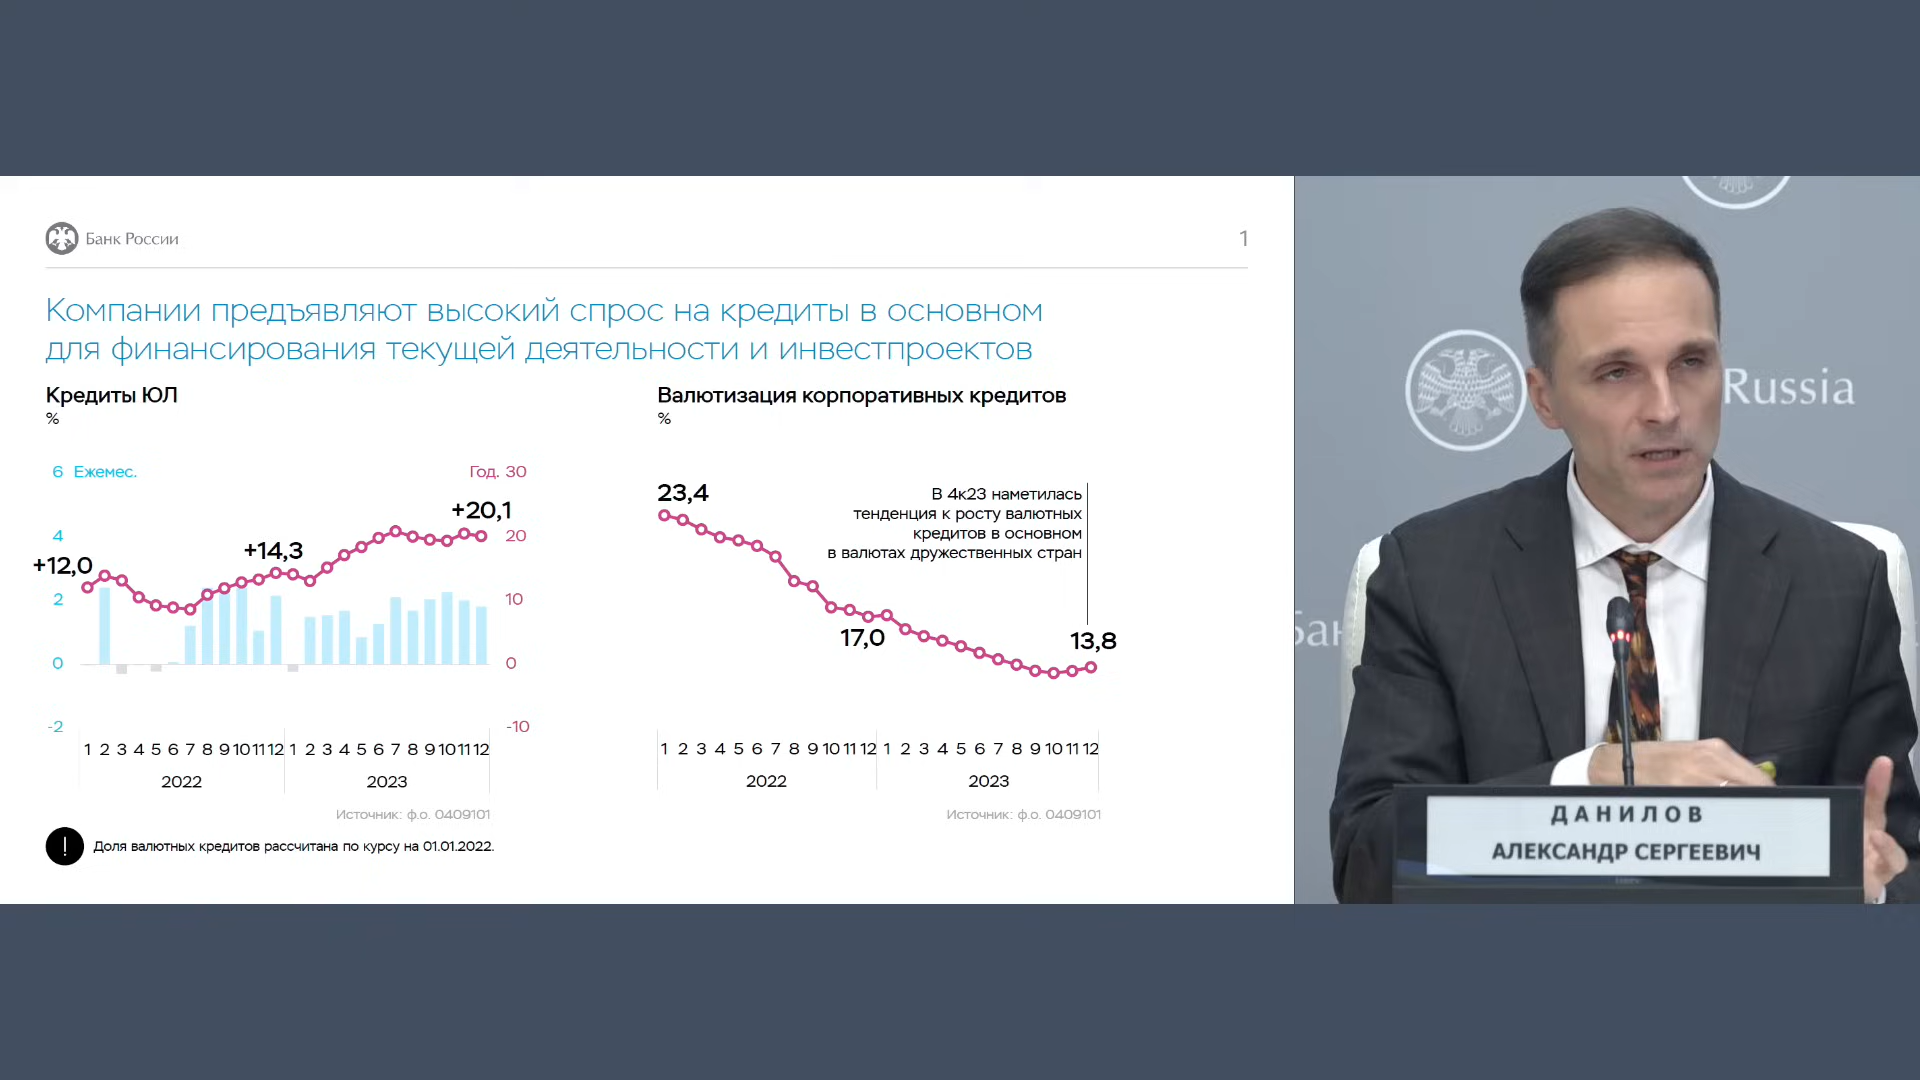 Банк России
1
Компании предъявляют высокий спрос на кредиты в основном
для финансирования текущей деятельности и инвестпроектов
Кредиты ЮЛ
%
6 Ежемес.
Год. 30
+20,1
4
20
+14,3
+12,0
2
10
0
0
-2
-10
1 2 3 4 5 6 7 8 9 10 11 12 1 2 3 4 5 6 7 8 9 10 11 12
2022
2023
Источник: ф.о. 0409101
! Доля валютных кредитов рассчитана по курсу на 01.01.2022.
Валютизация корпоративных кредитов
%
23,4
В 4к23 наметилась
тенденция к росту валютных
кредитов в основном
в валютах дружественных стран
17,0
13,8
1 2 3 4 5 6 7 8 9 10 11 12 1 2 3 4 5 6 7 8 9 10 11 12
2022
2023
Источник: ф.о. 0409101
Russia
ДАНИЛОВ
АЛЕКСАНДР СЕРГЕЕВИЧ